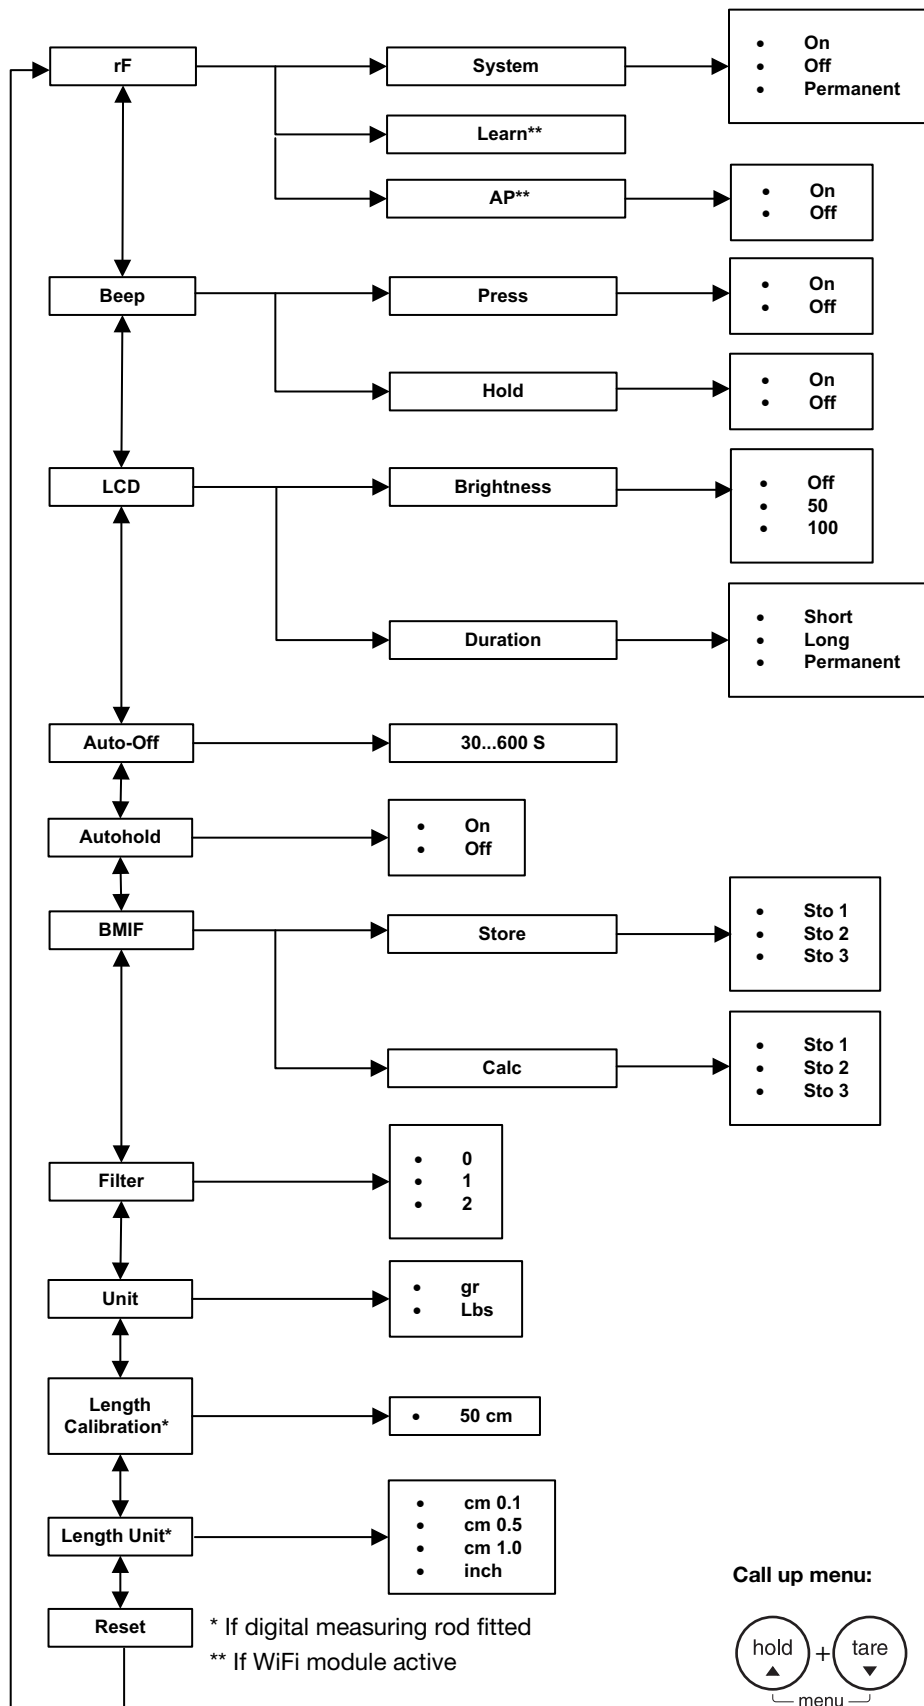 rF
System
• On
• Off
• Permanent
Learn**
AP**
• On
• Off
Beep
Press
• On
• Off
Hold
• On
• Off
LCD
Brightness
• Off
• 50
• 100
Duration
• Short
• Long
• Permanent
Auto-Off
30...600 S
Autohold
• On
• Off
BMIF
Store
• Sto 1
• Sto 2
• Sto 3
Calc
• Sto 1
• Sto 2
• Sto 3
Filter
• 0
• 1
• 2
Unit
• gr
• Lbs
Length
Calibration*
• 50 cm
Length Unit*
• cm 0.1
• cm 0.5
• cm 1.0
• inch
Reset
* If digital measuring rod fitted
** If WiFi module active
Call up menu:
hold + tare
menu